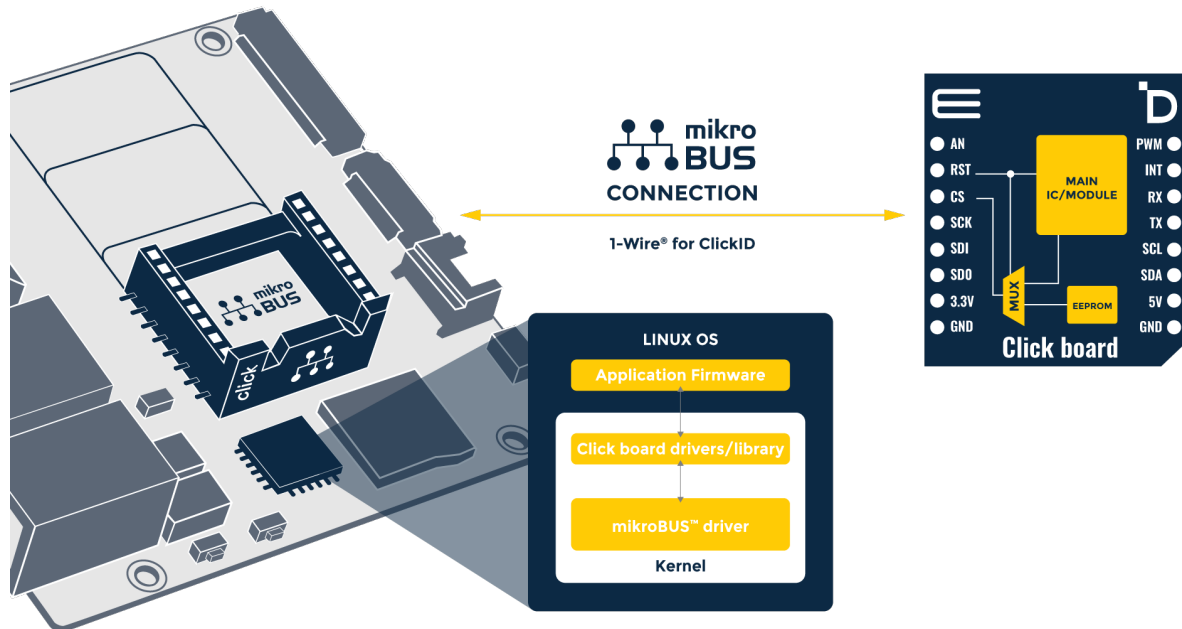 mikro
BUS
CONNECTION
1-Wire® for ClickID
mikro
BUS
click
LINUX OS
Application Firmware
Click board drivers/library
mikroBUS™ driver
Kernel
D
AN
RST
CS
SCK
SDI
SDO
3.3V
GND
PWM
INT
RX
TX
SCL
SDA
5V
GND
MAIN
IC/MODULE
MUX
EEPROM
Click board